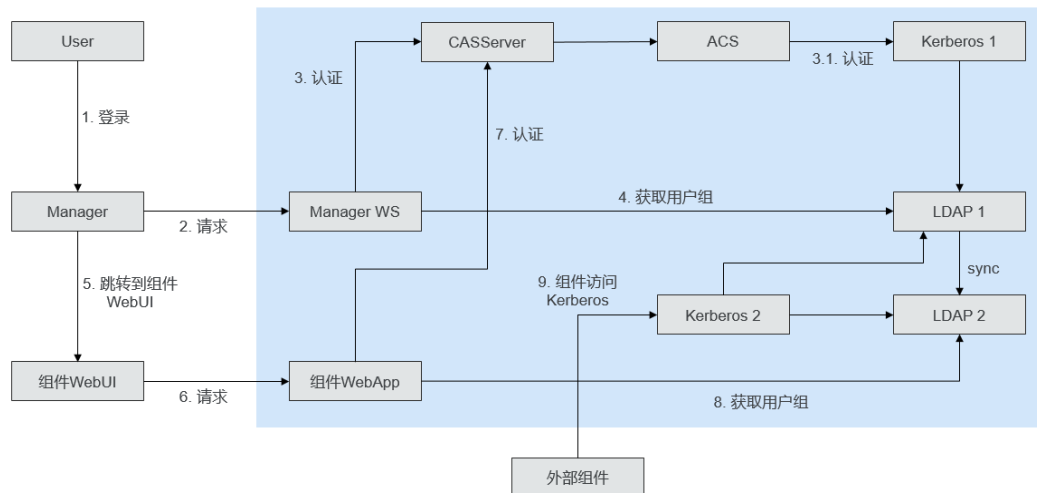 User
CASServer
ACS
Kerberos 1
3. 认证
3.1. 认证
1. 登录
7. 认证
Manager
Manager WS
4. 获取用户组
LDAP 1
2. 请求
5. 跳转到组件
WebUI
9. 组件访问
Kerberos
sync
Kerberos 2
LDAP 2
组件WebUI
组件WebApp
6. 请求
8. 获取用户组
外部组件